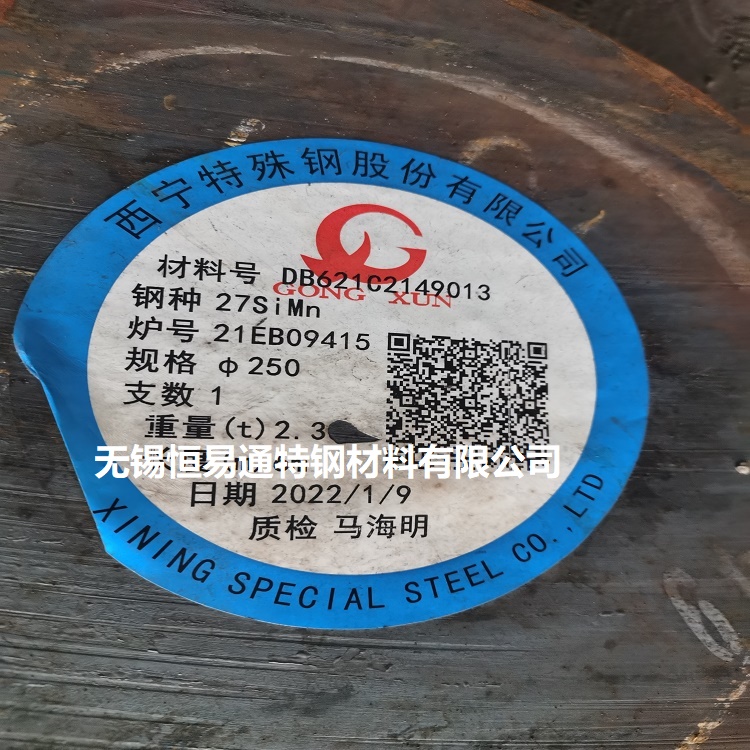 西宁特殊钢股份有限公司
GONG XUN
材料号 DB62102149013
钢种 27SiMn
炉号 21EB09415
规格 φ250
支数 1
重量(t) 2.3
无锡恒易通特钢材料有限公司
日期 2022/1/9
质检 马海明
XINING SPECIAL STEEL CO.,LTD